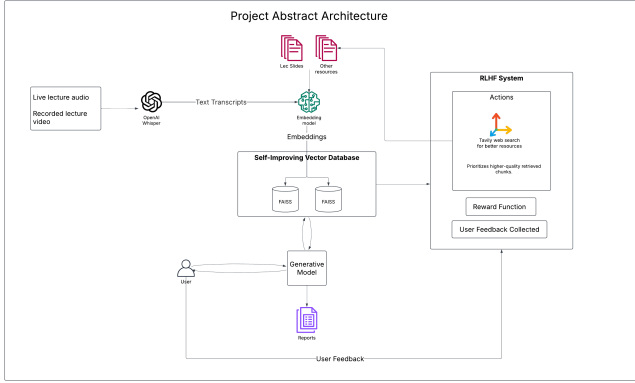 Project Abstract Architecture
Lec Slides
Other
resources
RLHF System
Live lecture audio
Recorded lecture
video
OpenAI
Whisper
Text Transcripts
Embedding
model
Embeddings
Actions
Tavily web search
for better resources
Prioritizes higher-quality retrieved
chunks.
Self-Improving Vector Database
FAISS
FAISS
Reward Function
User Feedback Collected
Generative
Model
User
Reports
User Feedback